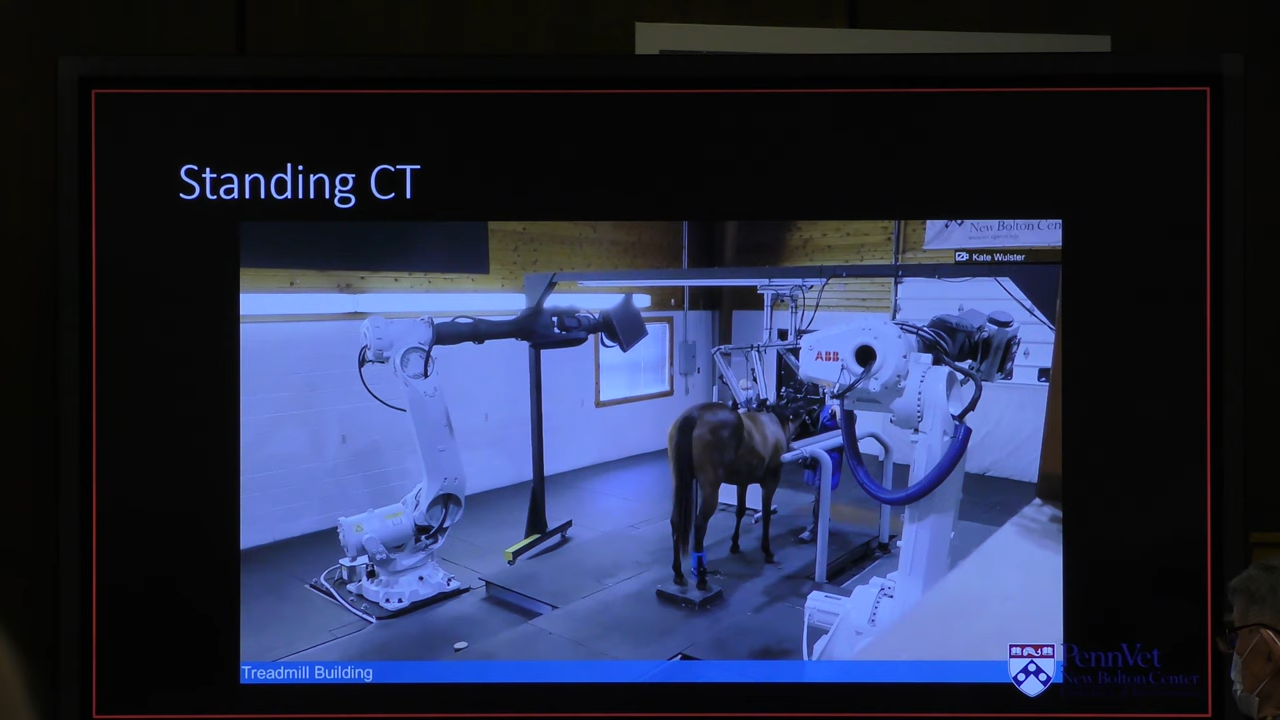 Standing CT
New Bolton Cen
Kate Wulster
ABB
Treadmill Building
PennVet
New Bolton Center